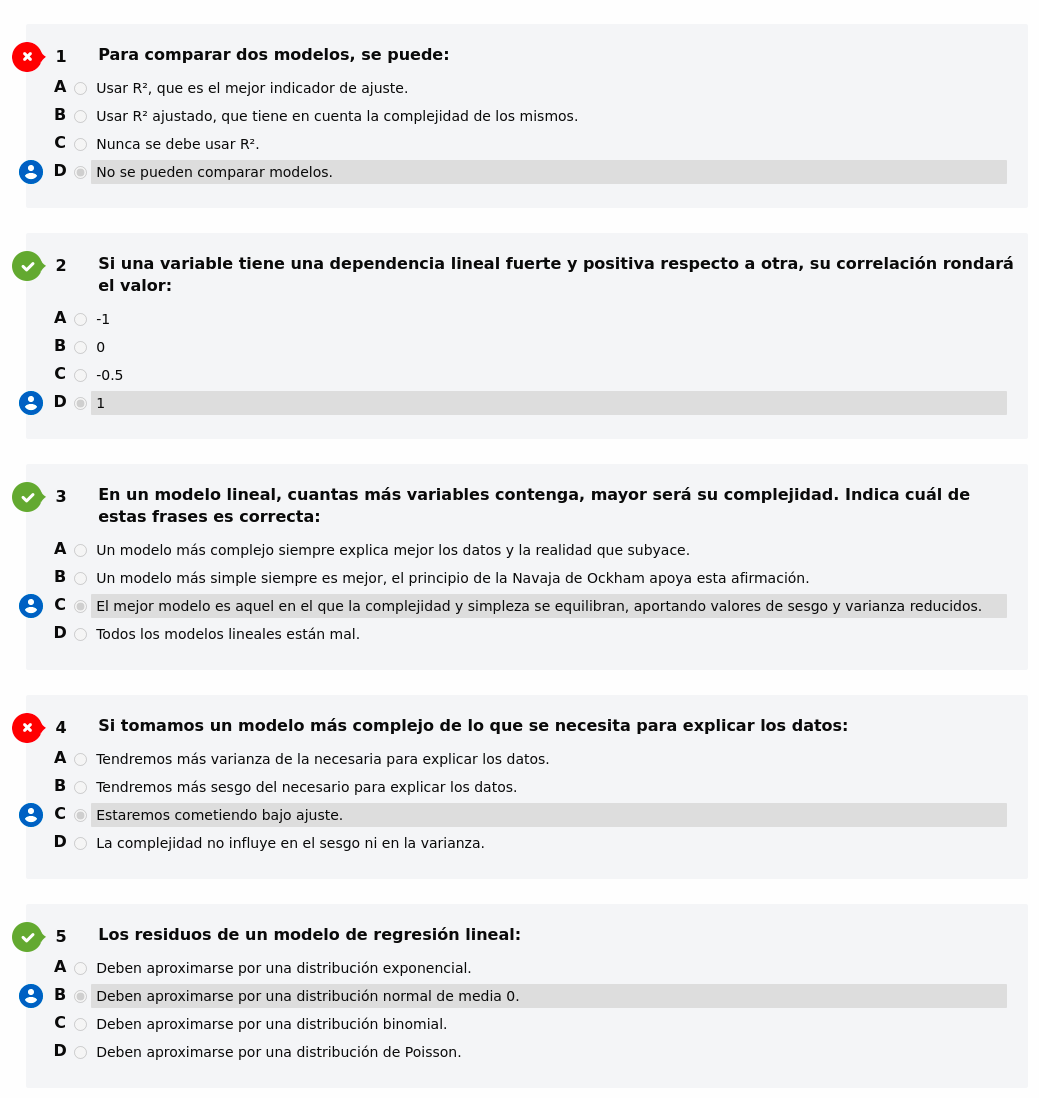 1 Para comparar dos modelos, se puede:
A Usar R², que es el mejor indicador de ajuste.
B Usar R² ajustado, que tiene en cuenta la complejidad de los mismos.
C Nunca se debe usar R².
D No se pueden comparar modelos.
2 Si una variable tiene una dependencia lineal fuerte y positiva respecto a otra, su correlación rondará
el valor:
A -1
B 0
C -0.5
D 1
3 En un modelo lineal, cuantas más variables contenga, mayor será su complejidad. Indica cuál de
estas frases es correcta:
A Un modelo más complejo siempre explica mejor los datos y la realidad que subyace.
B Un modelo más simple siempre es mejor, el principio de la Navaja de Ockham apoya esta afirmación.
C El mejor modelo es aquel en el que la complejidad y simpleza se equilibran, aportando valores de sesgo y varianza reducidos.
D Todos los modelos lineales están mal.
4 Si tomamos un modelo más complejo de lo que se necesita para explicar los datos:
A Tendremos más varianza de la necesaria para explicar los datos.
B Tendremos más sesgo del necesario para explicar los datos.
C Estaremos cometiendo bajo ajuste.
D La complejidad no influye en el sesgo ni en la varianza.
5 Los residuos de un modelo de regresión lineal:
A Deben aproximarse por una distribución exponencial.
B Deben aproximarse por una distribución normal de media 0.
C Deben aproximarse por una distribución binomial.
D Deben aproximarse por una distribución de Poisson.